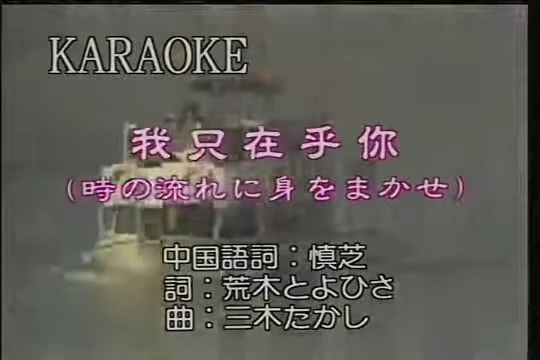 KARAOKE
我只在乎你
(時の流れに身をまかせ)
中国語詞：慎芝
詞：荒木とよひさ
曲：三木たかし